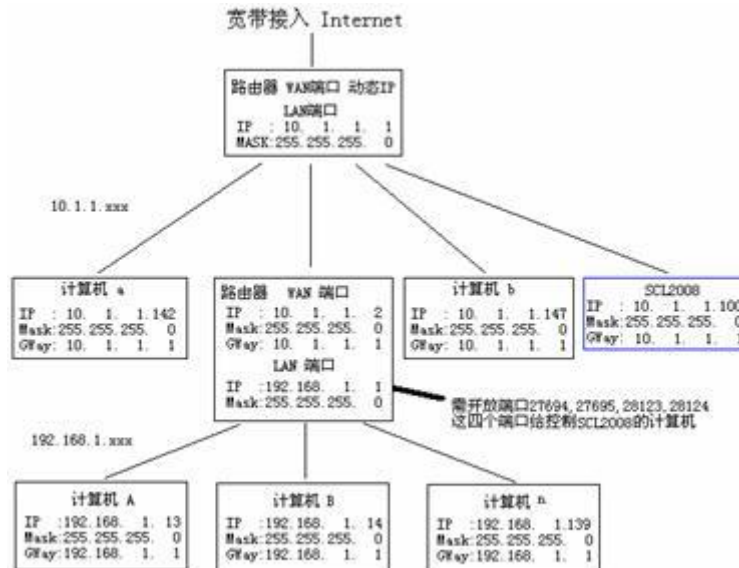 宽带接入 Internet
路由器 WAN端口 动态IP
LAN端口
IP : 10. 1. 1. 1
MASK:255.255.255. 0
10.1.1.xxx
计算机 a
IP : 10. 1. 1.142
Mask:255.255.255. 0
GWay: 10. 1. 1. 1
路由器 WAN 端口
IP : 10. 1. 1. 2
Mask:255.255.255. 0
GWay: 10. 1. 1. 1
LAN 端口
IP :192.168. 1. 1
Mask:255.255.255. 0
计算机 b
IP : 10. 1. 1.147
Mask:255.255.255. 0
GWay: 10. 1. 1. 1
SCL2008
IP : 10. 1. 1.100
Mask:255.255.255. 0
GWay: 10. 1. 1. 1
需开放端口27694,27695,28123,28124
这四个端口给控制SCL2008的计算机
192.168.1.xxx
计算机 A
IP :192.168. 1. 13
Mask:255.255.255. 0
GWay:192.168. 1. 1
计算机 B
IP :192.168. 1. 14
Mask:255.255.255. 0
GWay:192.168. 1. 1
计算机 n
IP :192.168. 1.139
Mask:255.255.255. 0
GWay:192.168. 1. 1